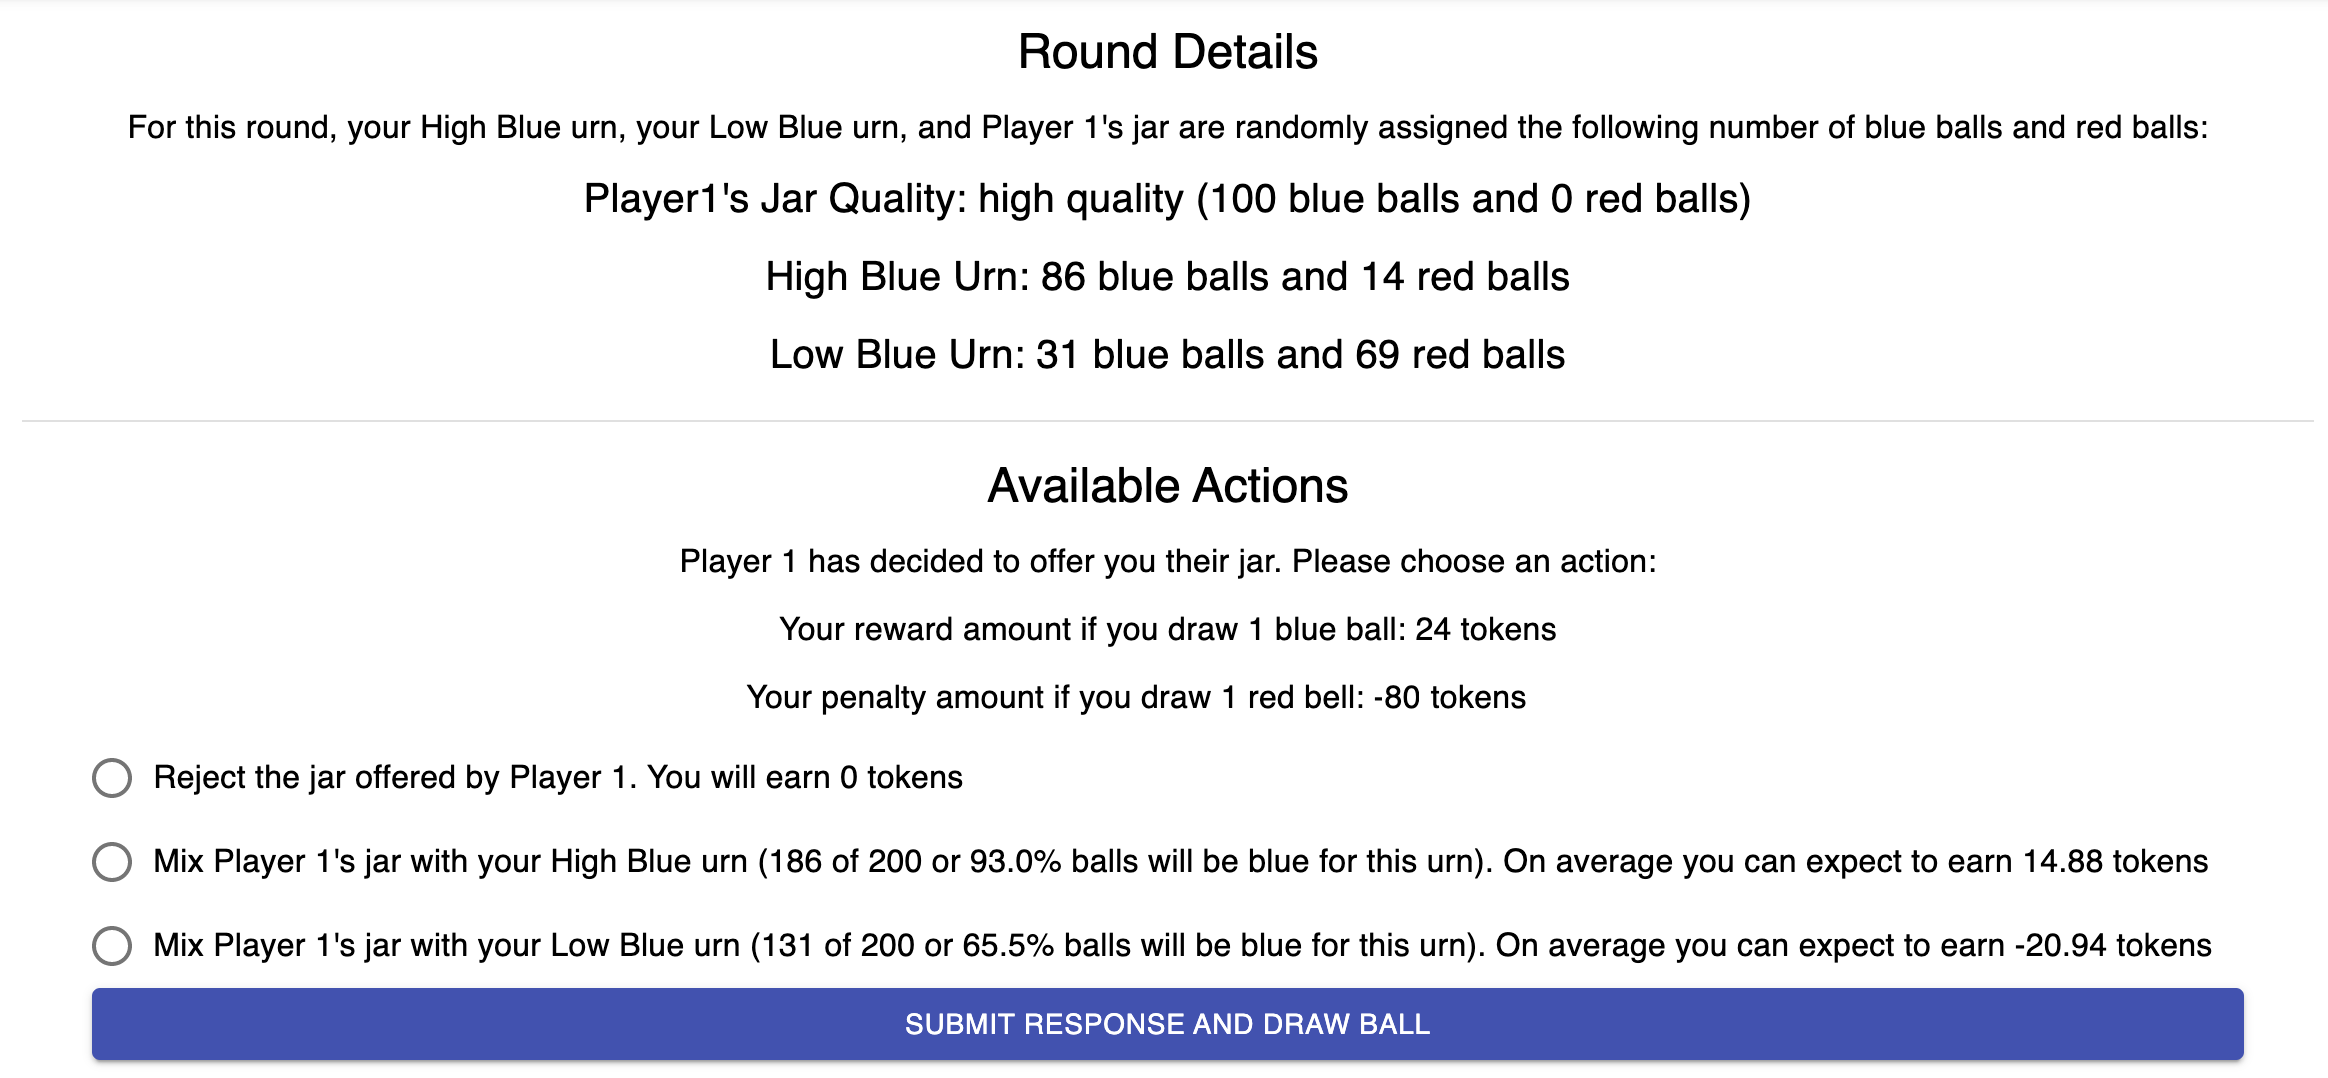 Round Details
For this round, your High Blue urn, your Low Blue urn, and Player 1's jar are randomly assigned the following number of blue balls and red balls:
Player1's Jar Quality: high quality (100 blue balls and 0 red balls)
High Blue Urn: 86 blue balls and 14 red balls
Low Blue Urn: 31 blue balls and 69 red balls
Available Actions
Player 1 has decided to offer you their jar. Please choose an action:
Your reward amount if you draw 1 blue ball: 24 tokens
Your penalty amount if you draw 1 red bell: -80 tokens
Reject the jar offered by Player 1. You will earn 0 tokens
Mix Player 1's jar with your High Blue urn (186 of 200 or 93.0% balls will be blue for this urn). On average you can expect to earn 14.88 tokens
Mix Player 1's jar with your Low Blue urn (131 of 200 or 65.5% balls will be blue for this urn). On average you can expect to earn -20.94 tokens
SUBMIT RESPONSE AND DRAW BALL